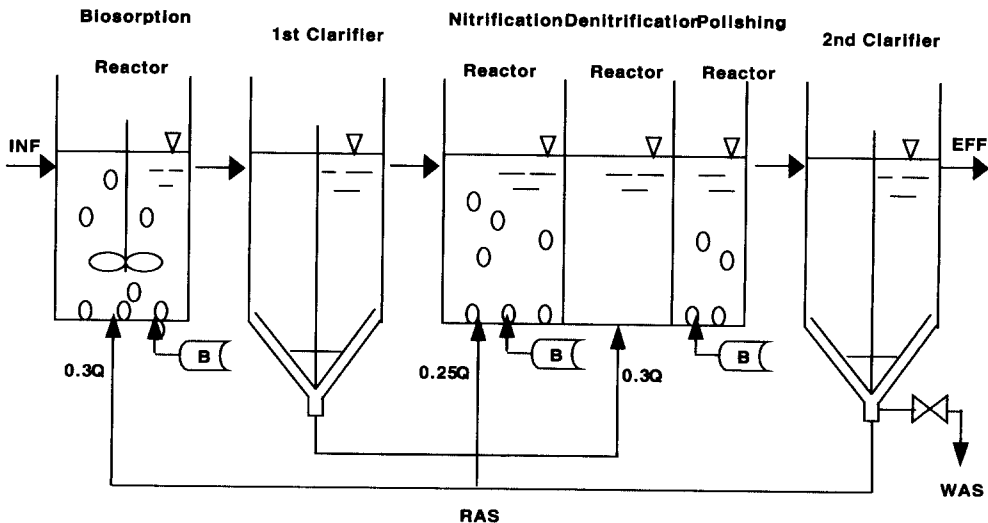 Biosorption
Reactor
1st Clarifier
NitrificationDenitrificationPolishing
Reactor
Reactor
Reactor
2nd Clarifier
INF
EFF
0.3Q
B
0.25Q
B
0.3Q
B
WAS
RAS